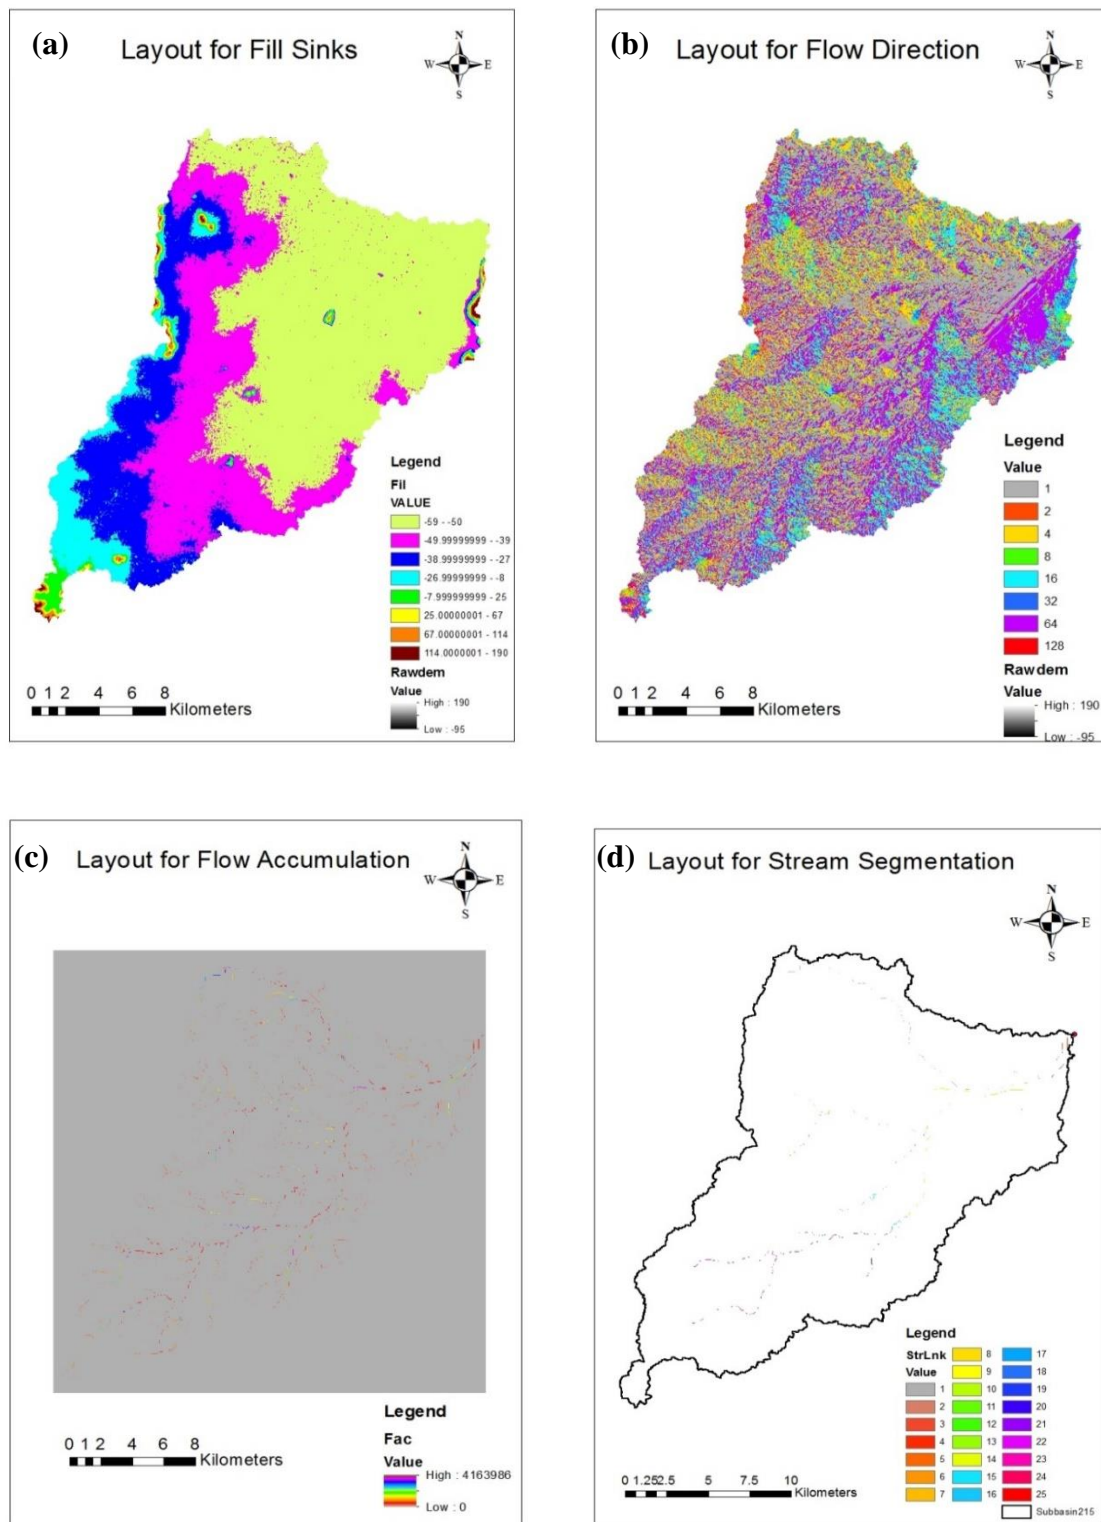 (a) Layout for Fill Sinks
N
W E
S
Legend
Fil
VALUE
-59 - -50
-49.99999999 - -39
-38.99999999 - -27
-26.99999999 - -8
-7.999999999 - 25
25.00000001 - 67
67.00000001 - 114
114.0000001 - 190
Rawdem
Value
High : 190
Low : -95
0 1 2 4 6 8
Kilometers
(b) Layout for Flow Direction
N
W E
S
Legend
Value
1
2
4
8
16
32
64
128
Rawdem
Value
High : 190
Low : -95
0 1 2 4 6 8
Kilometers
(c) Layout for Flow Accumulation
N
W E
S
Legend
Fac
Value
High : 4163986
Low : 0
0 1 2 4 6 8
Kilometers
(d) Layout for Stream Segmentation
N
W E
S
Legend
StrLnk 8 17
Value 9 18
1 10 19
2 11 20
3 12 21
4 13 22
5 14 23
6 15 24
7 16 25
Subbasin215
0 1.252.5 5 7.5 10
Kilometers